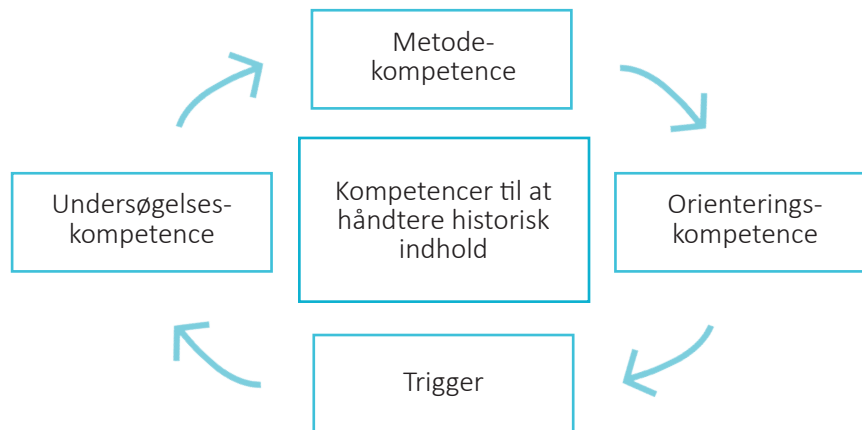 Metode-
kompetence
Undersøgelses-
kompetence
Kompetencer til at
håndtere historisk
indhold
Orienterings-
kompetence
Trigger